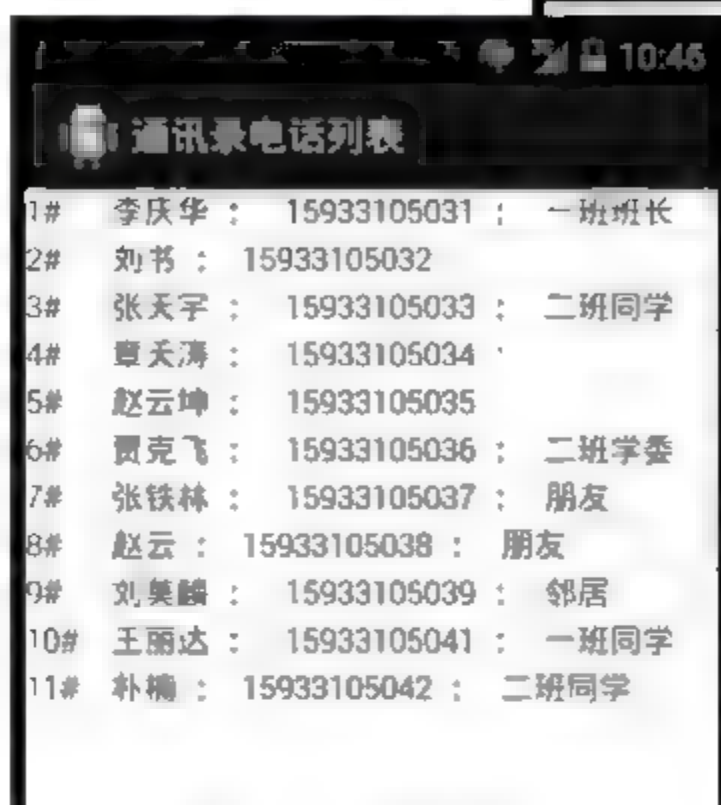 10:46
通讯录电话列表
1# 李庆华： 15933105031： 一班班长
2# 刘书： 15933105032
3# 张天宇： 15933105033： 二班同学
4# 章天涛： 15933105034
5# 赵云坤： 15933105035
6# 贾克飞： 15933105036： 二班学委
7# 张铁林： 15933105037： 朋友
8# 赵云： 15933105038： 朋友
9# 刘昊麟： 15933105039： 邻居
10# 王丽达： 15933105041： 一班同学
11# 朴楠： 15933105042： 二班同学